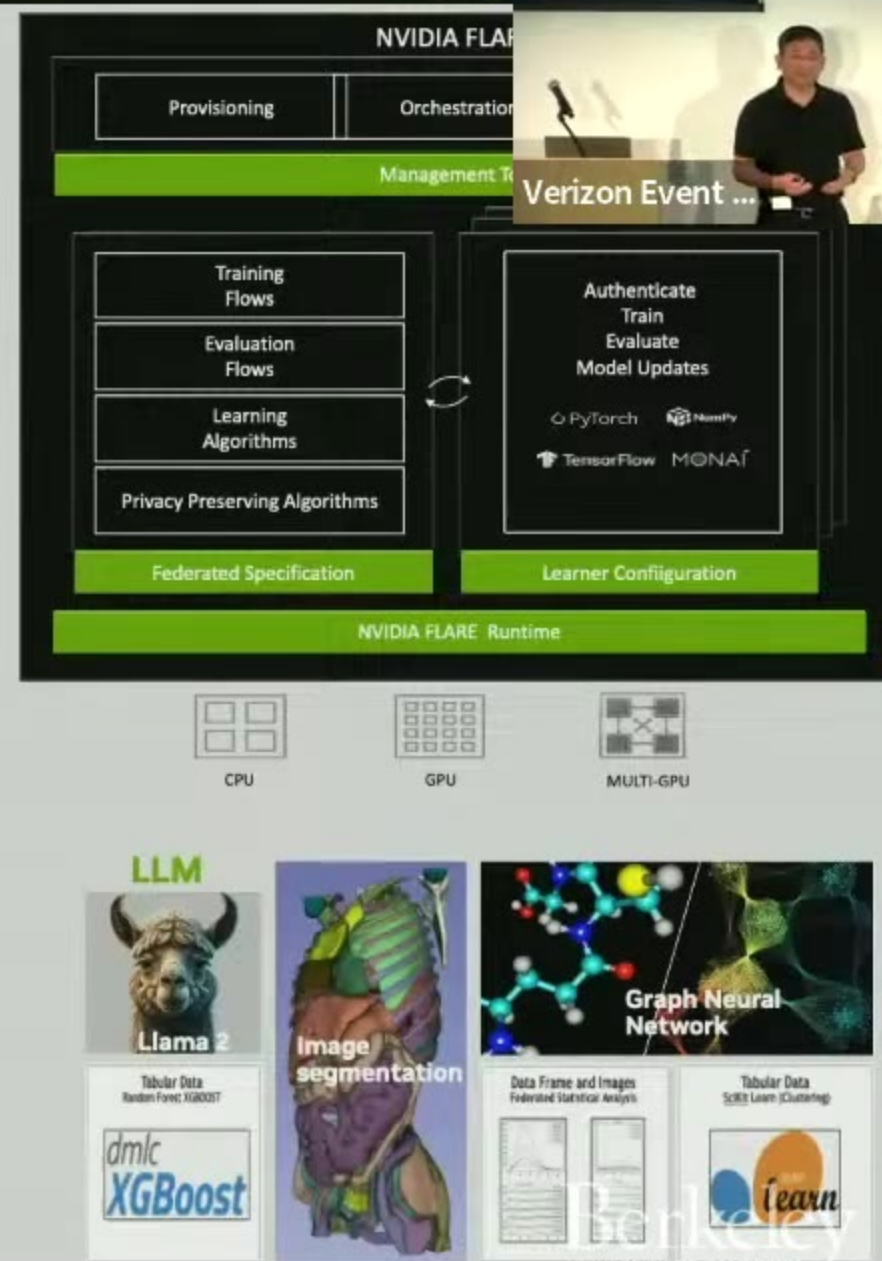 NVIDIA FLAR
Provisioning
Orchestration
Management To
Verizon Event ...
Training
Flows
Evaluation
Flows
Learning
Algorithms
Privacy Preserving Algorithms
Federated Specification
Authenticate
Train
Evaluate
Model Updates
PyTorch
NumPy
TensorFlow
MONAI
Learner Confiiguration
NVIDIA FLARE Runtime
CPU
GPU
MULTI-GPU
LLM
Llama 2
Image
segmentation
Graph Neural
Network
Tabular Data
Random Forest XGBOOST
dmlc
XGBoost
Data Frame and Images
Federated Statistical Analysis
Tabular Data
SciKit Learn (Clustering)
learn
Berkeley